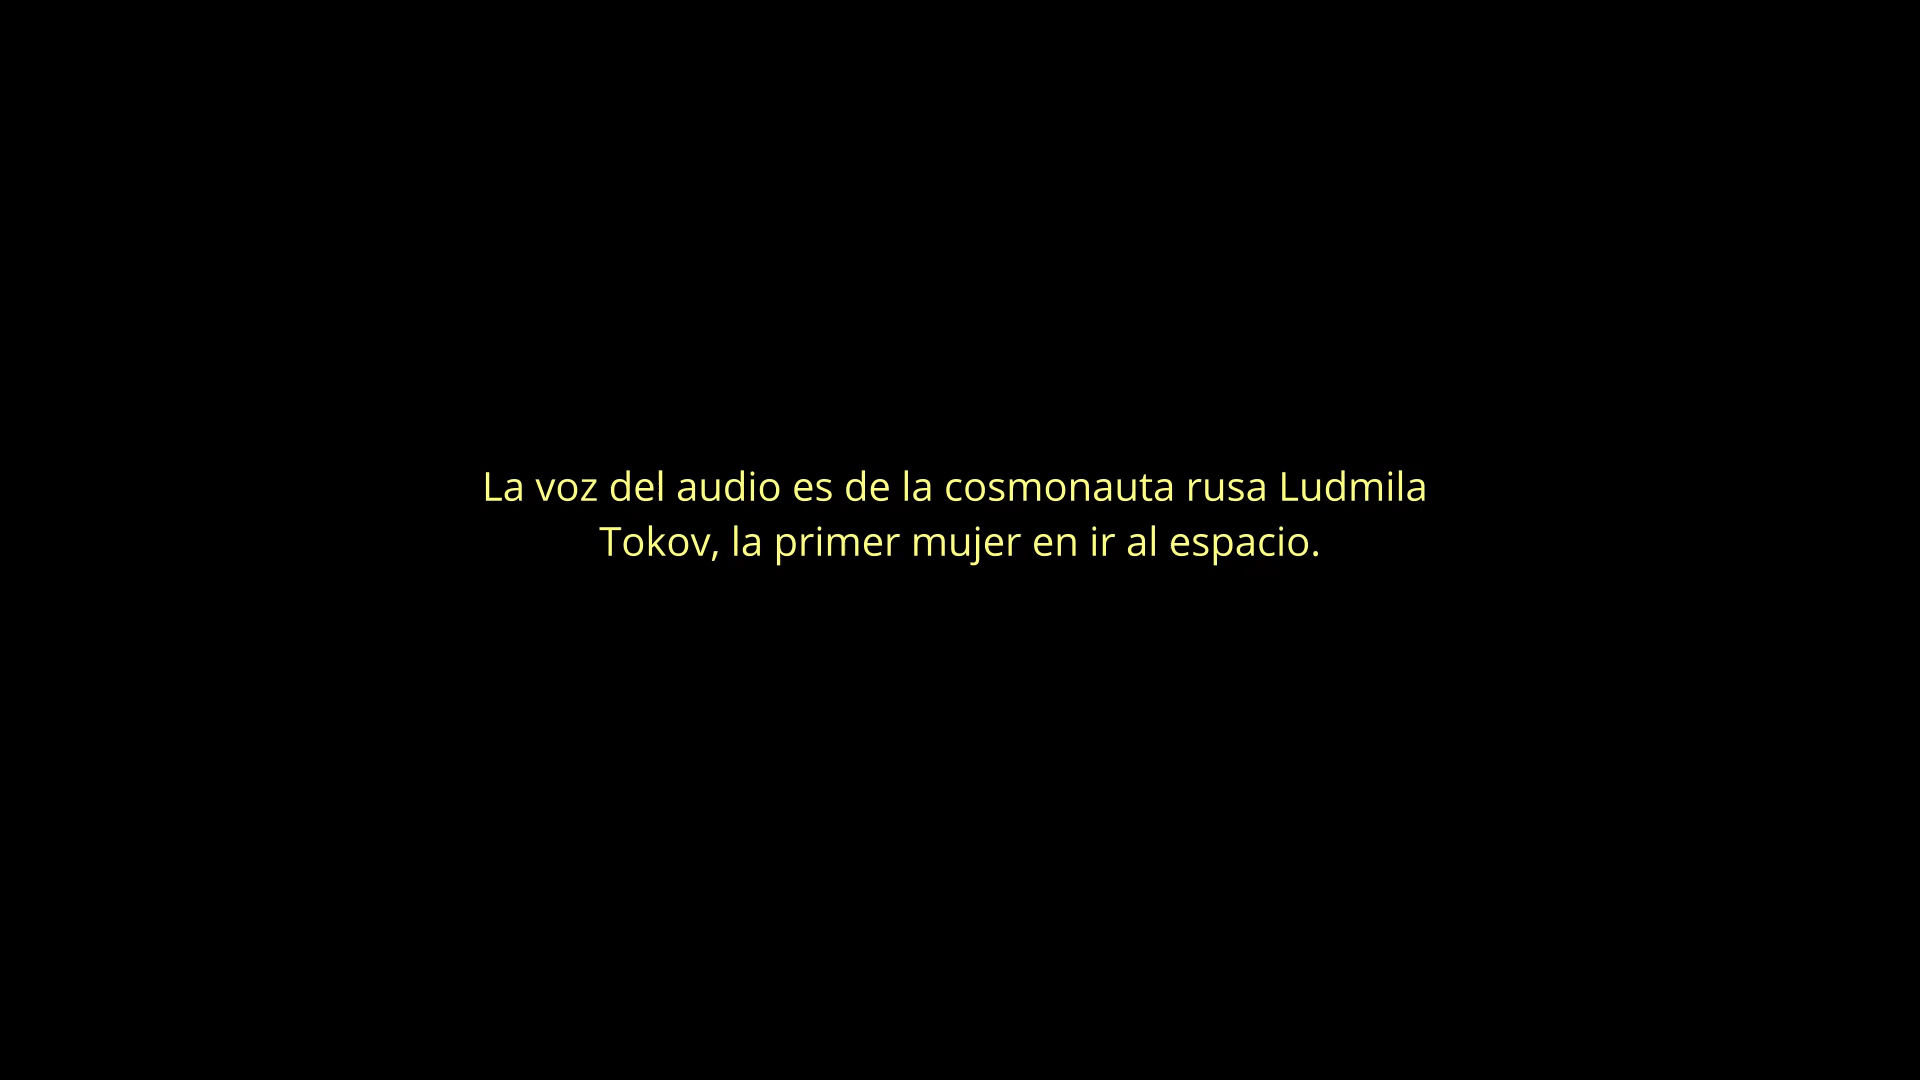 La voz del audio es de la cosmonauta rusa Ludmila
Tokov, la primer mujer en ir al espacio.